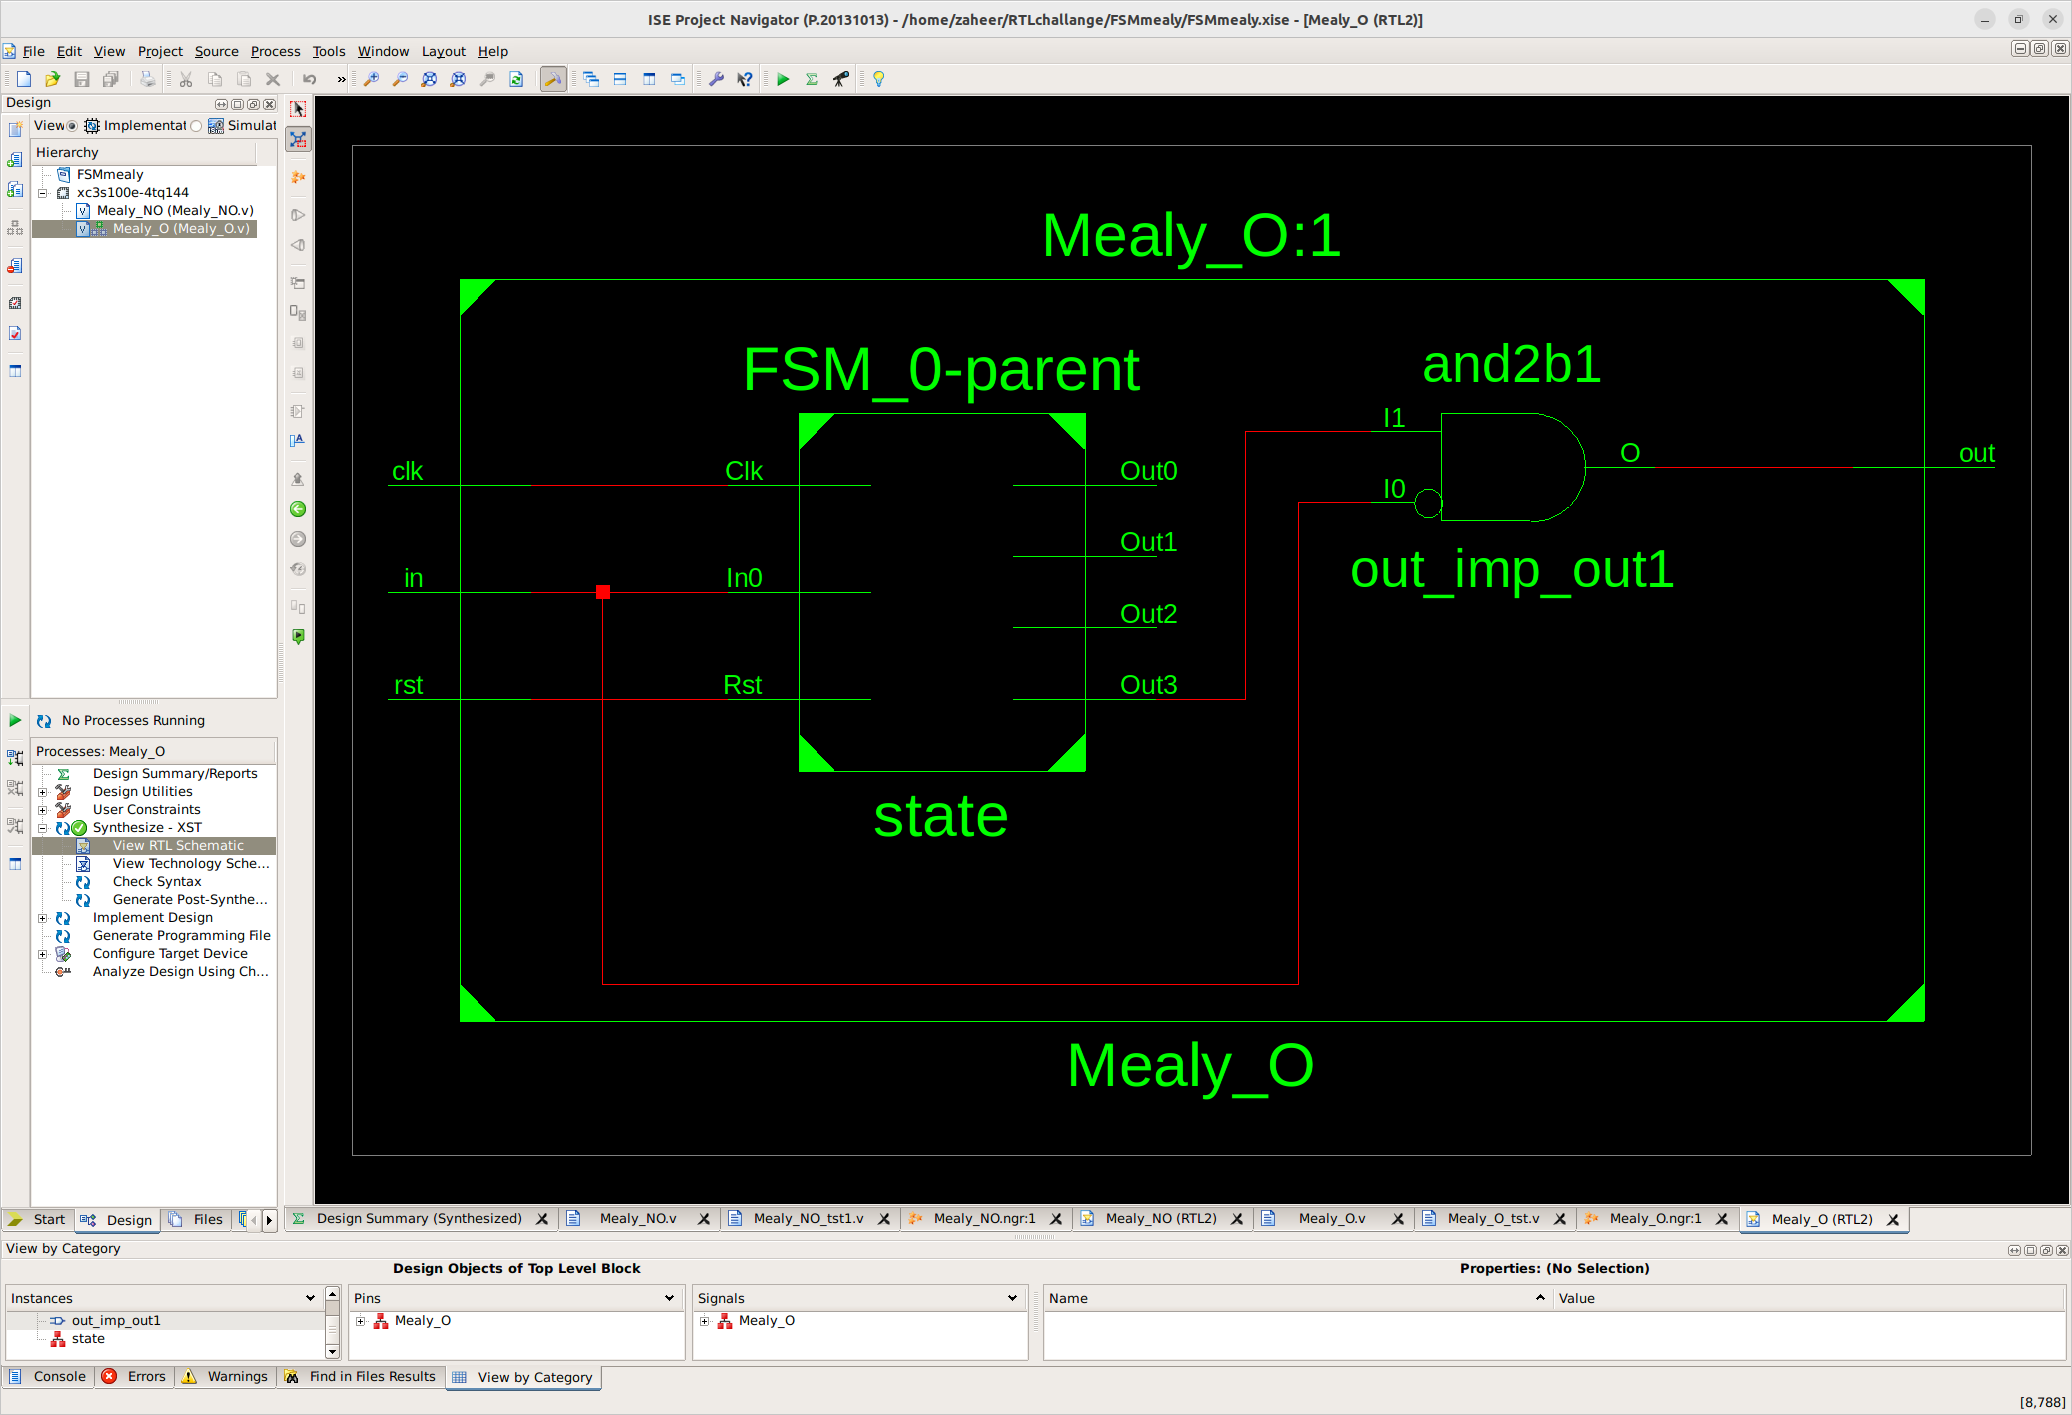 ISE Project Navigator (P.20131013) - /home/zaheer/RTLchallange/FSMmealy/FSMmealy.xise - [Mealy_O (RTL2)]
File Edit View Project Source Process Tools Window Layout Help
»
Design
View Implementat Simulat
Hierarchy
FSMmealy
xc3s100e-4tq144
Mealy_NO (Mealy_NO.v)
Mealy_O (Mealy_O.v)
No Processes Running
Processes: Mealy_O
Design Summary/Reports
Design Utilities
User Constraints
Synthesize - XST
View RTL Schematic
View Technology Sche...
Check Syntax
Generate Post-Synthe...
Implement Design
Generate Programming File
Configure Target Device
Analyze Design Using Ch...
Start Design Files
Mealy_O:1
FSM_0-parent
and2b1
clk
Clk
Out0
I1
O
out
in
In0
Out1
I0
Out2
out_imp_out1
rst
Rst
Out3
state
Mealy_O
Design Summary (Synthesized) Mealy_NO.v Mealy_NO_tst1.v Mealy_NO.ngr:1 Mealy_NO (RTL2) Mealy_O.v Mealy_O_tst.v Mealy_O.ngr:1 Mealy_O (RTL2)
View by Category
Design Objects of Top Level Block
Properties: (No Selection)
Instances
out_imp_out1
state
Pins
Mealy_O
Signals
Mealy_O
Name Value
Console Errors Warnings Find in Files Results View by Category
[8,788]